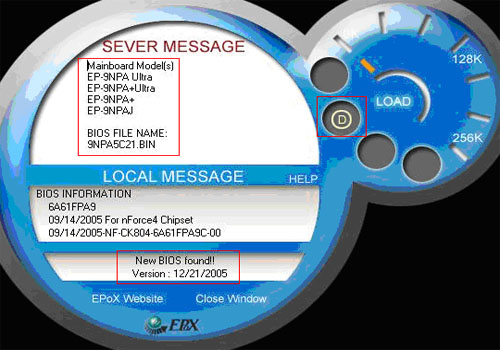 SEVER MESSAGE
Mainboard Model(s)
EP-9NPA Ultra
EP-9NPA+Ultra
EP-9NPA+
EP-9NPAJ
BIOS FILE NAME:
9NPA5C21.BIN
LOCAL MESSAGE
HELP
BIOS INFORMATION
6A61FPA9
09/14/2005 For nForce4 Chipset
09/14/2005-NF-CK804-6A61FPA9C-00
New BIOS found!!
Version : 12/21/2005
EPoX Website
Close Window
EPoX
128K
LOAD
D
256K